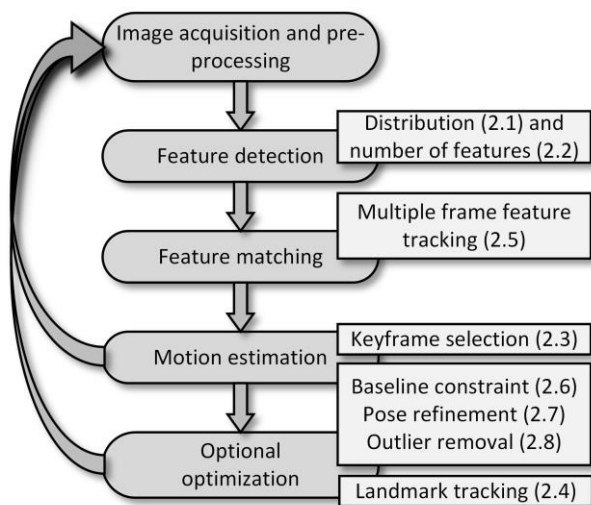 Image acquisition and pre-
processing
Distribution (2.1) and
number of features (2.2)
Feature detection
Multiple frame feature
tracking (2.5)
Feature matching
Keyframe selection (2.3)
Motion estimation
Baseline constraint (2.6)
Pose refinement (2.7)
Outlier removal (2.8)
Optional
optimization
Landmark tracking (2.4)